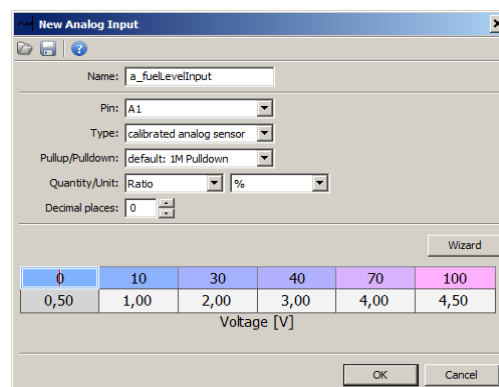 New Analog Input
Name: a_fuelLevelInput
Pin: A1
Type: calibrated analog sensor
Pullup/Pulldown: default: 1M Pulldown
Quantity/Unit: Ratio %
Decimal places: 0
Wizard
0 10 30 40 70 100
0,50 1,00 2,00 3,00 4,00 4,50
Voltage [V]
OK Cancel